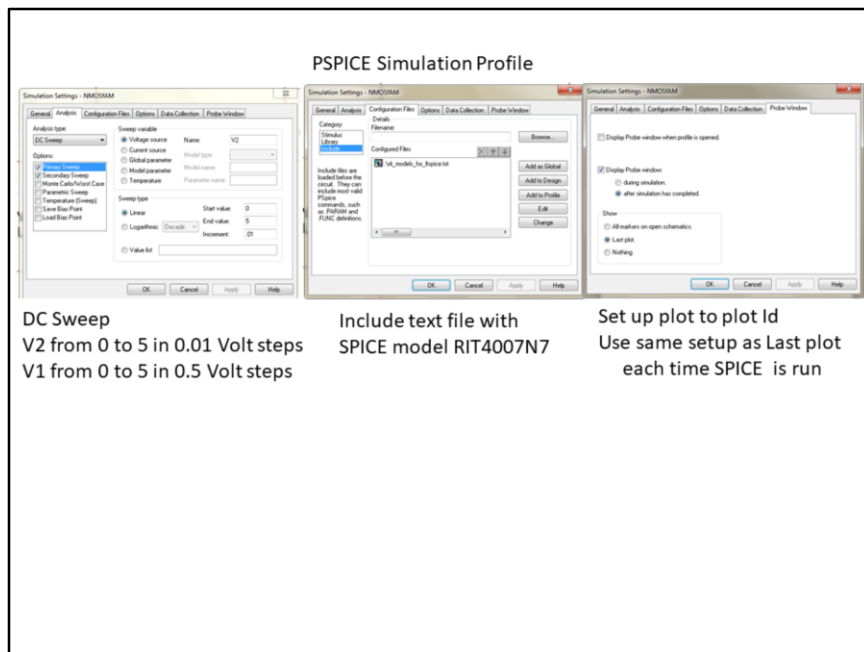 PSPICE Simulation Profile
Simulation Settings - NMOSfAM
General Analysis Configuration Files Options Data Collection Probe Window
Analysis type:
DC Sweep
Options:
Primary Sweep
Secondary Sweep
Monte Carlo/Worst Case
Parametric Sweep
Temperature (Sweep)
Save Bias Point
Load Bias Point
Sweep variable
Voltage source Name: V2
Current source
Global parameter Model type:
Model parameter Model name:
Temperature Parameter name:
Sweep type
Linear
Logarithmic Decade
Start value: 0
End value: 5
Increment: .01
Value list
OK Cancel Apply Help
Simulation Settings - NMOSfAM
General Analysis Configuration Files Options Data Collection Probe Window
Category:
Stimulus
Library
Include
Include files are
loaded before the
circuit. They can
include most valid
PSpice
commands, such
as .PARAM and
.FUNC definitions.
Details
Filename:
Browse...
Configured Files
Add as Global
Add to Design
Add to Profile
Edit
Change
OK Cancel Apply Help
Simulation Settings - NMOSfAM
General Analysis Configuration Files Options Data Collection Probe Window
Display Probe window when profile is opened.
Display Probe window:
during simulation.
after simulation has completed.
Show
All markers on open schematics.
Last plot.
Nothing.
OK Cancel Apply Help
DC Sweep
V2 from 0 to 5 in 0.01 Volt steps
V1 from 0 to 5 in 0.5 Volt steps
Include text file with
SPICE model RIT4007N7
Set up plot to plot Id
Use same setup as Last plot
each time SPICE is run